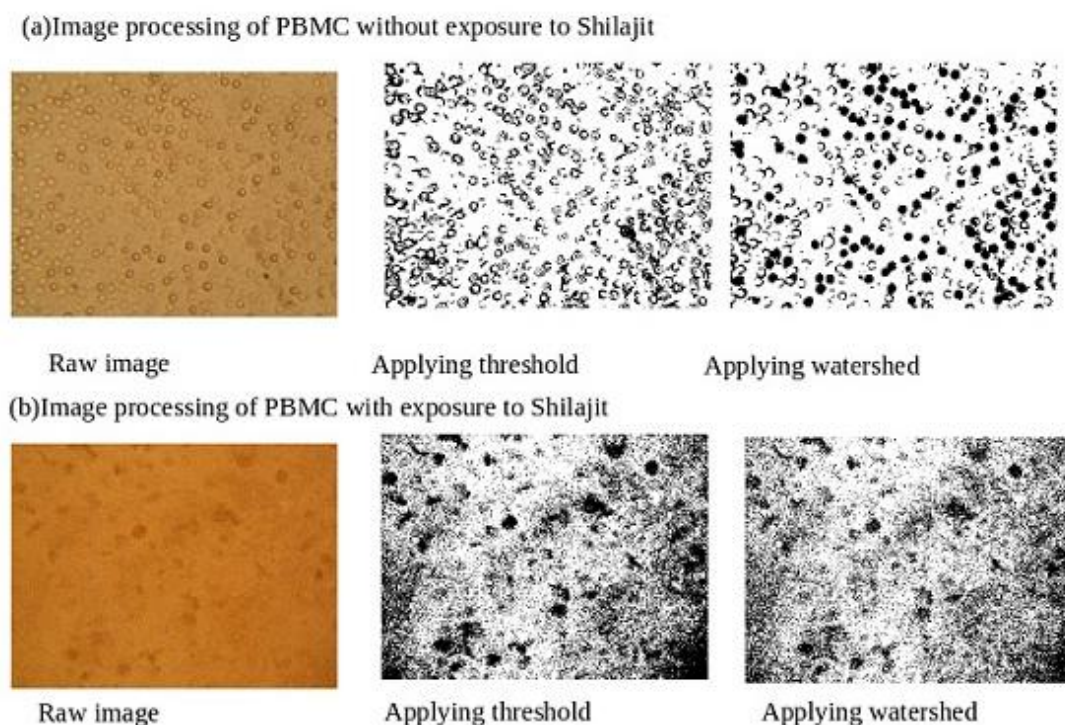 (a)Image processing of PBMC without exposure to Shilajit
Raw image
Applying threshold
Applying watershed
(b)Image processing of PBMC with exposure to Shilajit
Raw image
Applying threshold
Applying watershed